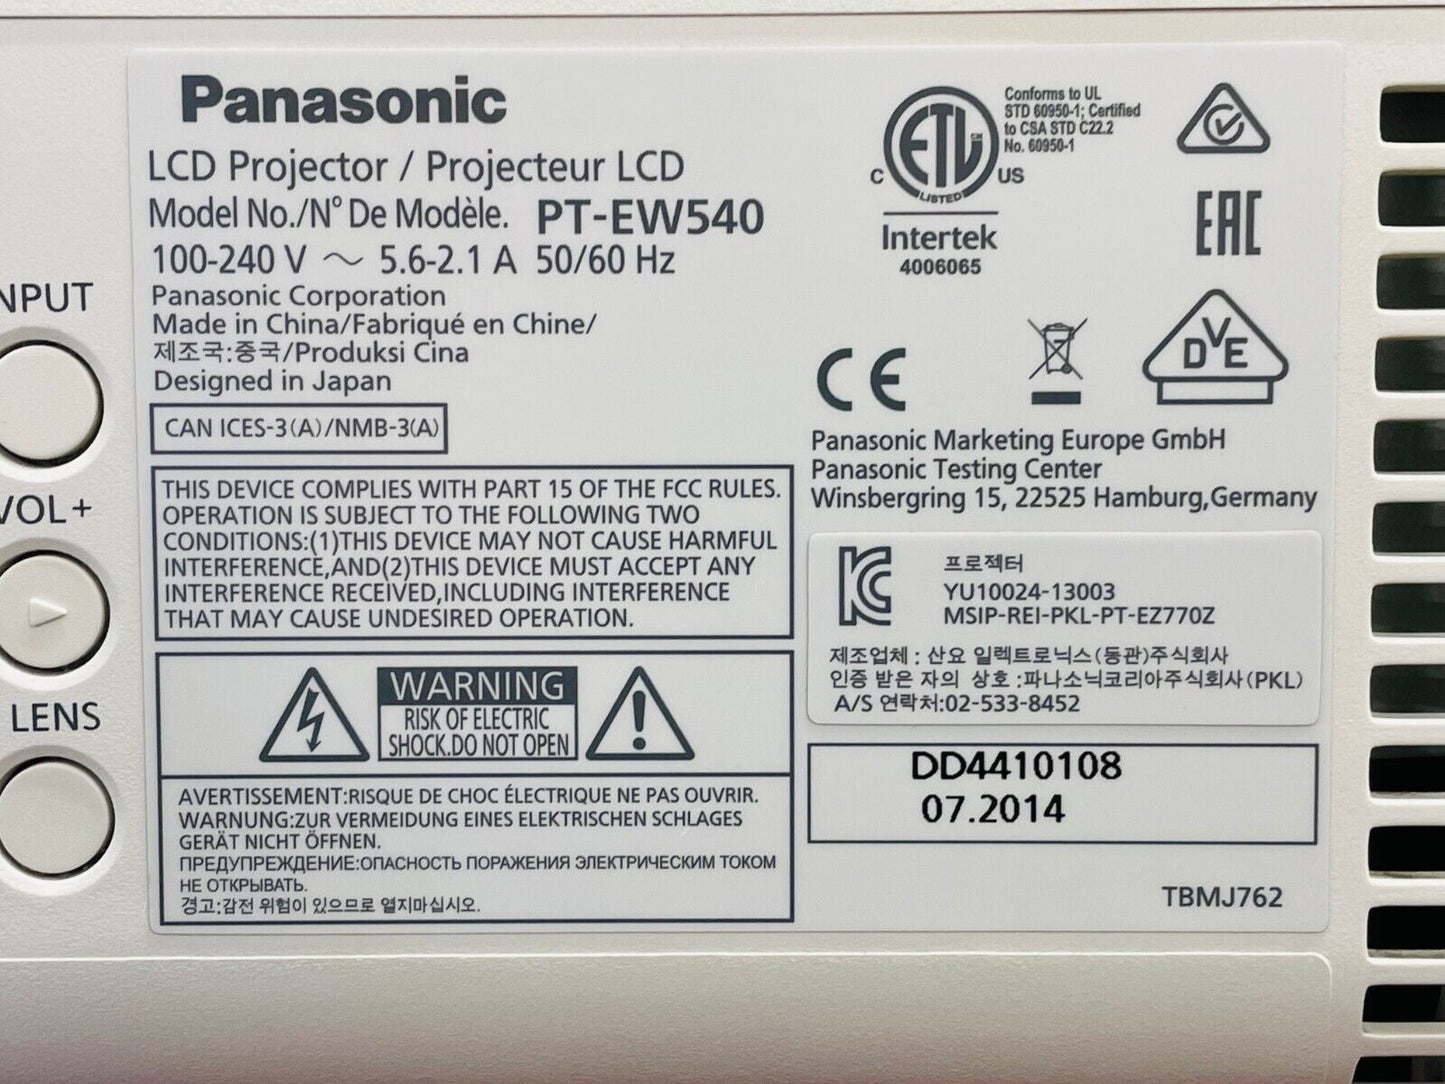 Panasonic
LCD Projector / Projecteur LCD
Model No./N° De Modèle. PT-EW540
100-240 V ～ 5.6-2.1 A 50/60 Hz
Panasonic Corporation
Made in China/Fabriqué en Chine/
제조국:중국/Produksi Cina
Designed in Japan
CAN ICES-3(A)/NMB-3(A)
THIS DEVICE COMPLIES WITH PART 15 OF THE FCC RULES.
OPERATION IS SUBJECT TO THE FOLLOWING TWO
CONDITIONS:(1)THIS DEVICE MAY NOT CAUSE HARMFUL
INTERFERENCE,AND(2)THIS DEVICE MUST ACCEPT ANY
INTERFERENCE RECEIVED,INCLUDING INTERFERENCE
THAT MAY CAUSE UNDESIRED OPERATION.
WARNING
RISK OF ELECTRIC
SHOCK.DO NOT OPEN
AVERTISSEMENT:RISQUE DE CHOC ÉLECTRIQUE NE PAS OUVRIR.
WARNUNG:ZUR VERMEIDUNG EINES ELEKTRISCHEN SCHLAGES
GERÄT NICHT ÖFFNEN.
ПРЕДУПРЕЖДЕНИЕ:ОПАСНОСТЬ ПОРАЖЕНИЯ ЭЛЕКТРИЧЕСКИМ ТОКОМ
НЕ ОТКРЫВАТЬ.
경고:감전 위험이 있으므로 열지마십시오.
ETL
CM
LISTED
C
US
Intertek
4006065
Conforms to UL
STD 60950-1; Certified
to CSA STD C22.2
No. 60950-1
EAC
CE
DVE
Panasonic Marketing Europe GmbH
Panasonic Testing Center
Winsbergring 15, 22525 Hamburg,Germany
KC
프로젝터
YU10024-13003
MSIP-REI-PKL-PT-EZ770Z
제조업체 : 산요 일렉트로닉스(동관)주식회사
인증 받은 자의 상호 :파나소닉코리아주식회사(PKL)
A/S 연락처:02-533-8452
DD4410108
07.2014
TBMJ762
NPUT
VOL+
LENS